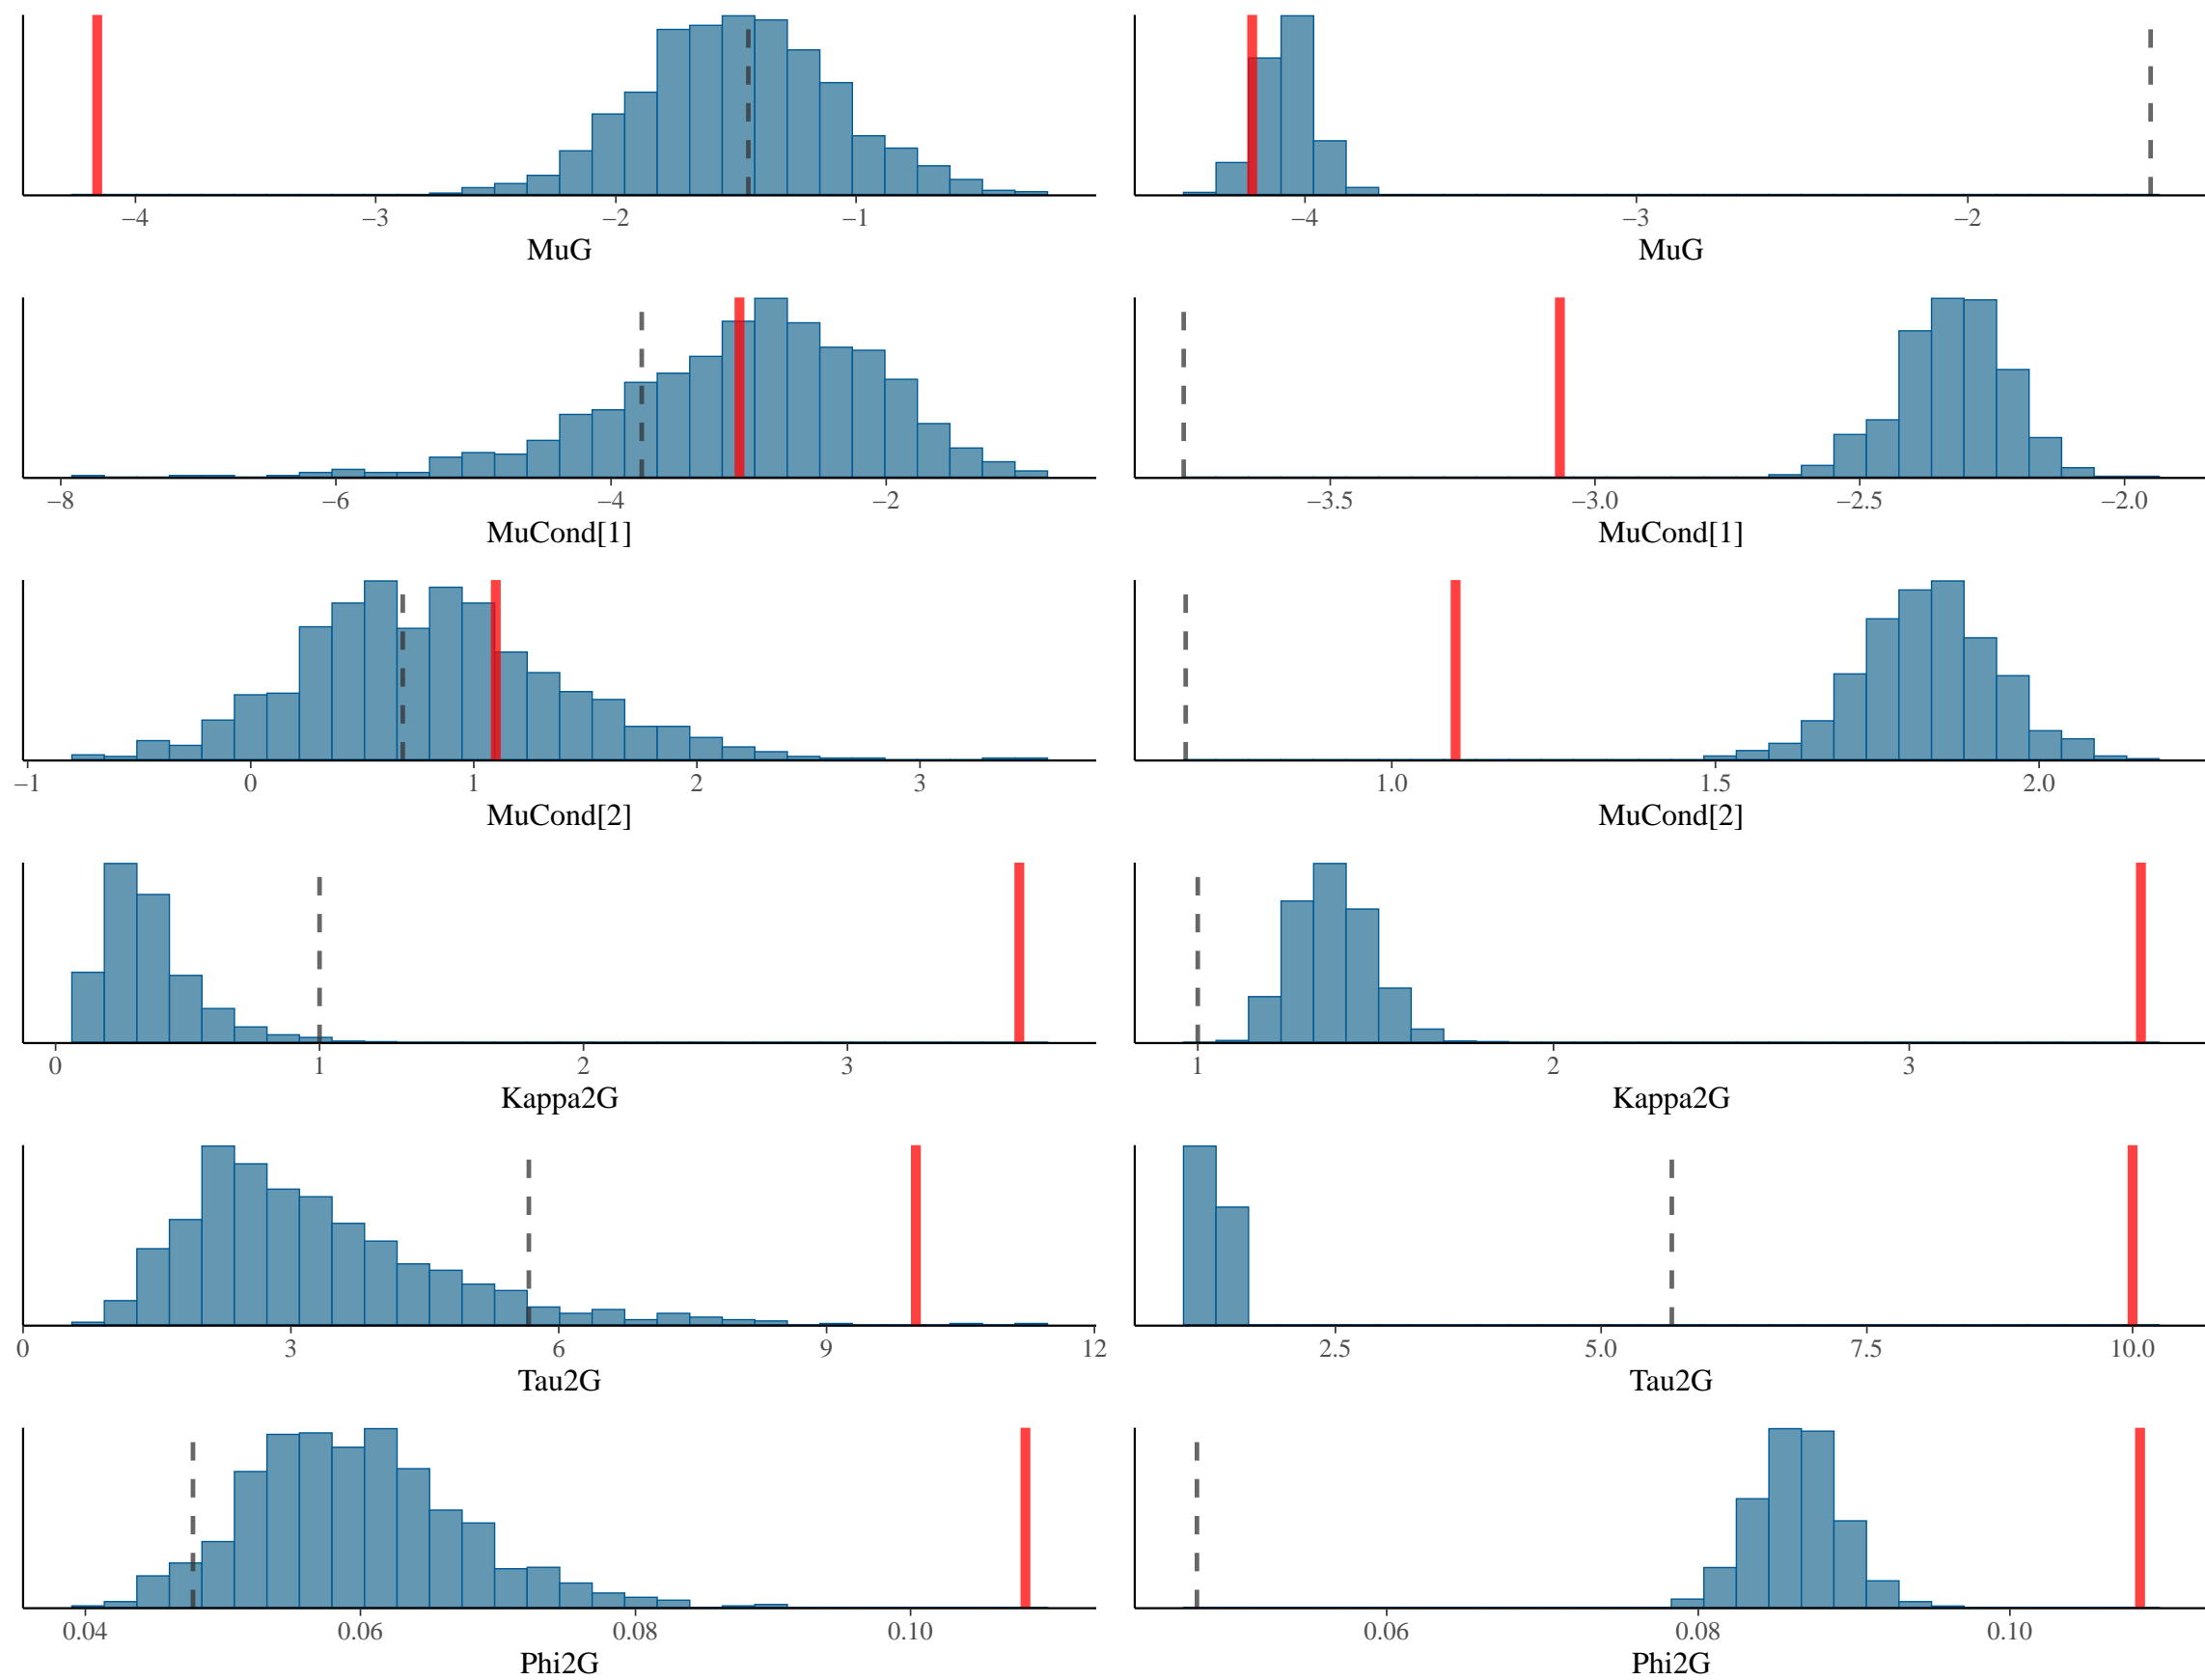 −4 −3 −2 −1 −4 −3 −2
MuG MuG
−8 −6 −4 −2 −3.5 −3.0 −2.5 −2.0
MuCond[1] MuCond[1]
−1 0 1 2 3 1.0 1.5 2.0
MuCond[2] MuCond[2]
0 1 2 3 1 2 3
Kappa2G Kappa2G
0 3 6 9 12 2.5 5.0 7.5 10.0
Tau2G Tau2G
0.04 0.06 0.08 0.10 0.06 0.08 0.10
Phi2G Phi2G